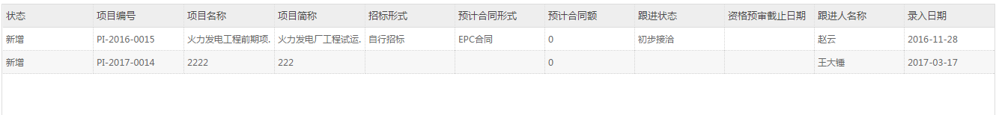 状态 项目编号 项目名称 项目简称 招标形式 预计合同形式 预计合同额 跟进状态 资格预审截止日期 跟进人名称 录入日期
新增 PI-2016-0015 火力发电工程前期项. 火力发电厂工程试运. 自行招标 EPC合同 0 初步接洽 赵云 2016-11-28
新增 PI-2017-0014 2222 222 0 王大锤 2017-03-17